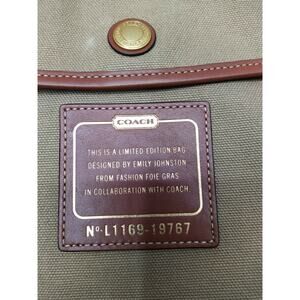 COACH
THIS IS A LIMITED EDITION BAG
DESIGNED BY EMILY JOHNSTON
FROM FASHION FOIE GRAS
IN COLLABORATION WITH COACH.
Nº- L1169-19767